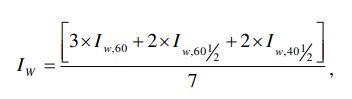 I_W = [3×I_{w,60} + 2×I_{w,60½} + 2×I_{w,40½}] / 7 ,